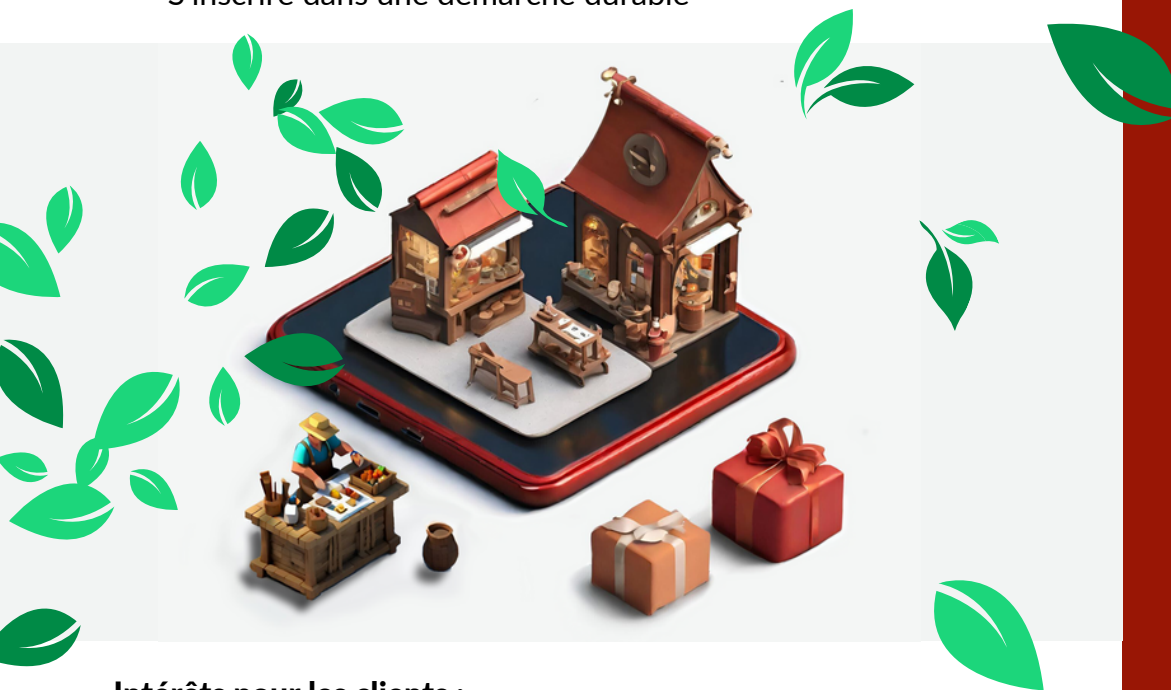 S'inscrire dans une démarche durable
Intérêts pour les clients :